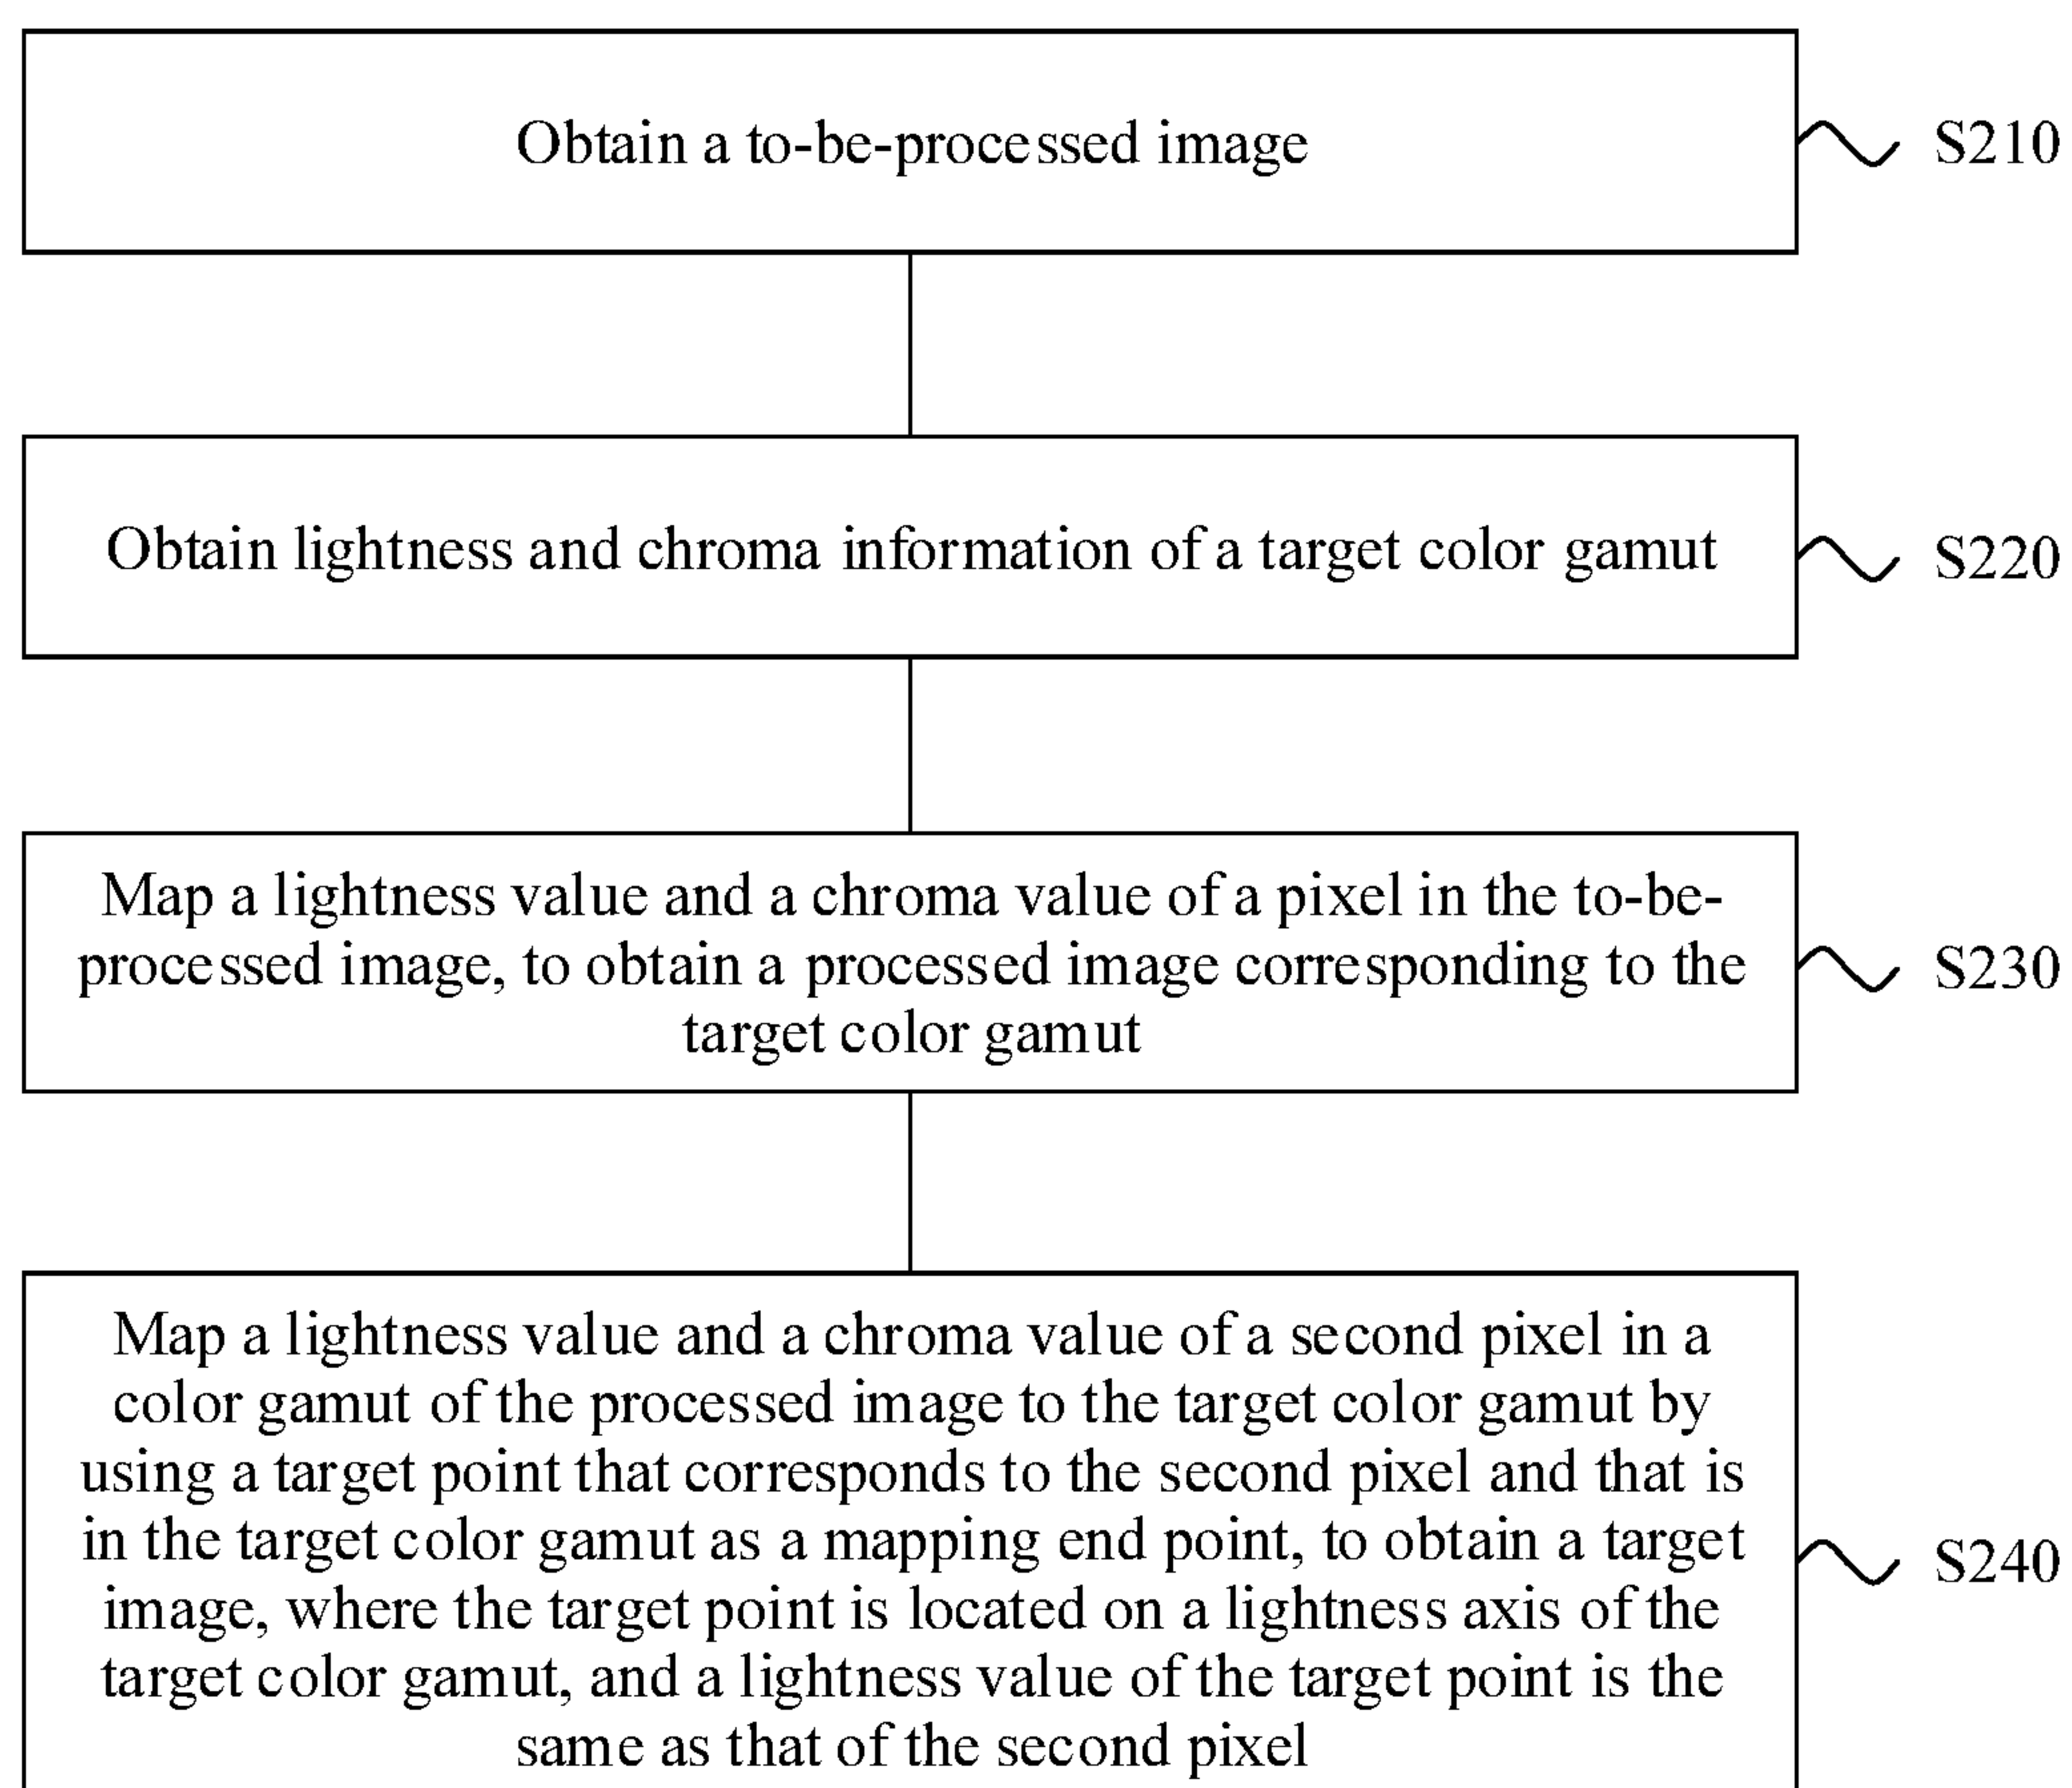 Obtain a to-be-processed image
S210
Obtain lightness and chroma information of a target color gamut
S220
Map a lightness value and a chroma value of a pixel in the to-be-
processed image, to obtain a processed image corresponding to the
target color gamut
S230
Map a lightness value and a chroma value of a second pixel in a
color gamut of the processed image to the target color gamut by
using a target point that corresponds to the second pixel and that is
in the target color gamut as a mapping end point, to obtain a target
image, where the target point is located on a lightness axis of the
target color gamut, and a lightness value of the target point is the
same as that of the second pixel
S240